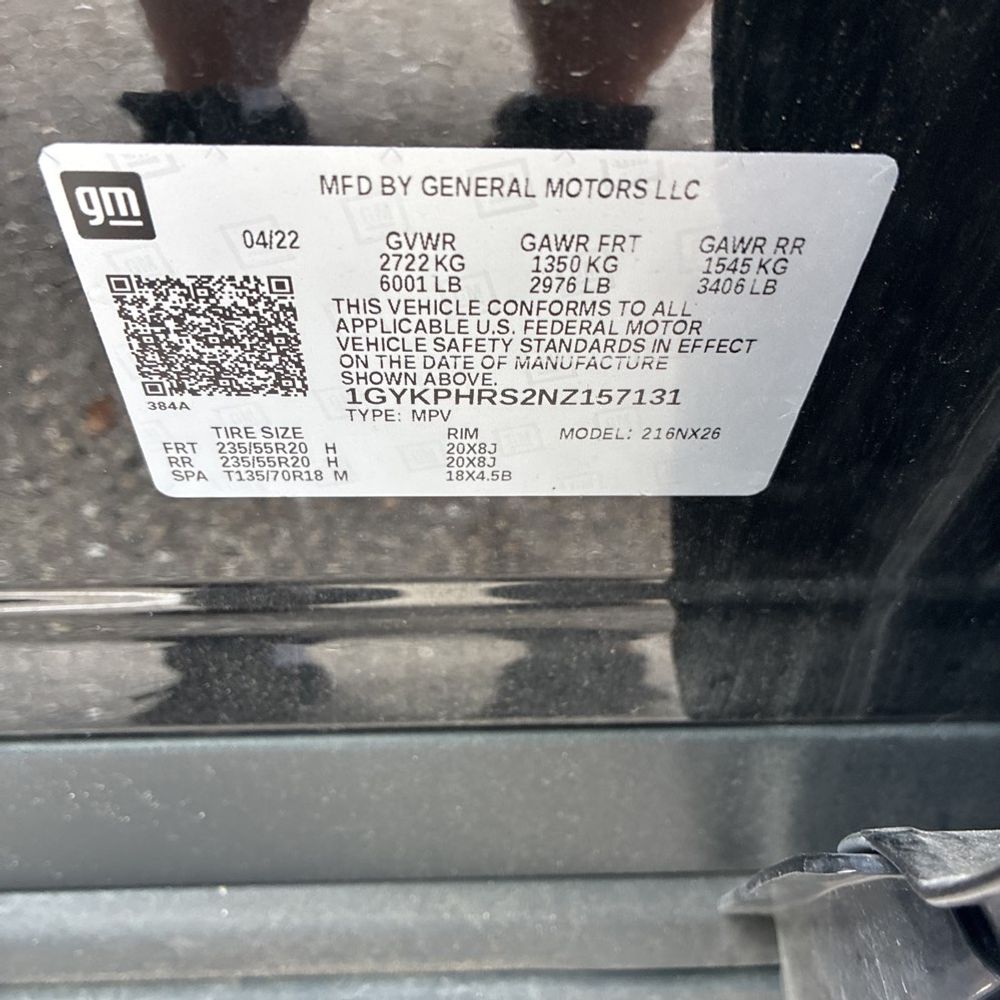 gm
MFD BY GENERAL MOTORS LLC
04/22 GVWR GAWR FRT GAWR RR
2722 KG 1350 KG 1545 KG
6001 LB 2976 LB 3406 LB
THIS VEHICLE CONFORMS TO ALL
APPLICABLE U.S. FEDERAL MOTOR
VEHICLE SAFETY STANDARDS IN EFFECT
ON THE DATE OF MANUFACTURE
SHOWN ABOVE.
1GYKPHRS2NZ157131
384A
TYPE: MPV
TIRE SIZE RIM MODEL: 216NX26
FRT 235/55R20 H 20X8J
RR 235/55R20 H 20X8J
SPA T135/70R18 M 18X4.5B